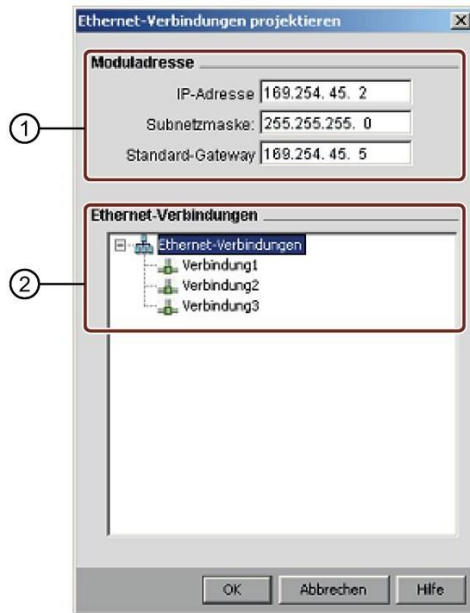 Ethernet-Verbindungen projektieren
Moduladresse
IP-Adresse 169.254. 45. 2
Subnetzmaske: 255.255.255. 0
Standard-Gateway 169.254. 45. 5
①
Ethernet-Verbindungen
Ethernet-Verbindungen
Verbindung1
Verbindung2
Verbindung3
②
OK Abbrechen Hilfe